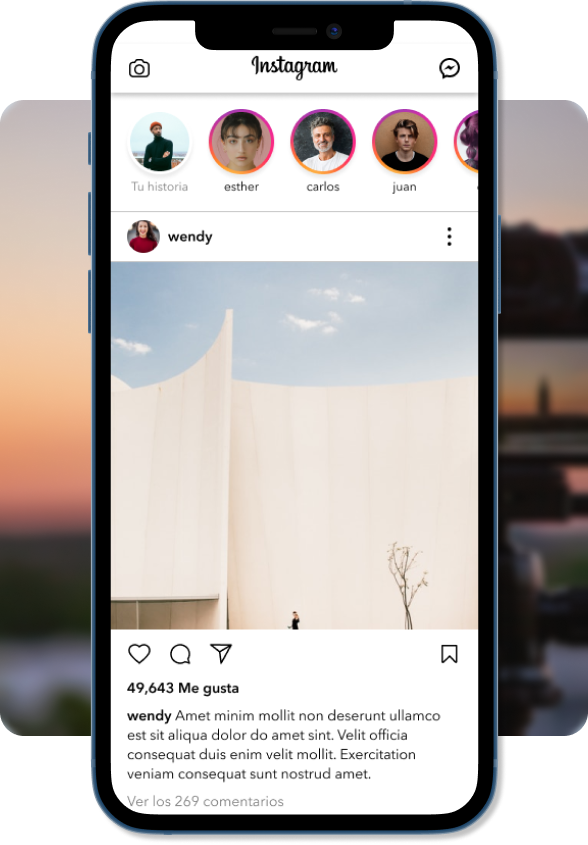 Instagram
Tu historia
esther
carlos
juan
wendy
49,643 Me gusta
wendy Amet minim mollit non deserunt ullamco
est sit aliqua dolor do amet sint. Velit officia
consequat duis enim velit mollit. Exercitation
veniam consequat sunt nostrud amet.
Ver los 269 comentarios